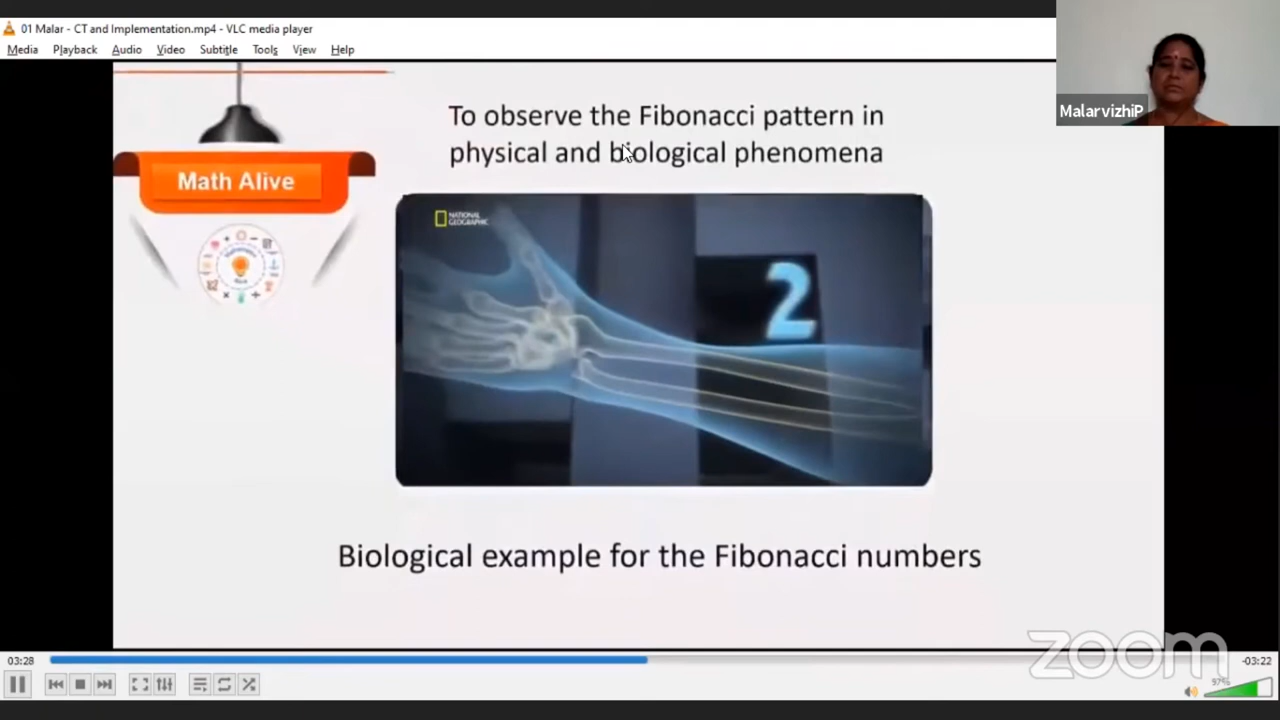 01 Malar - CT and Implementation.mp4 - VLC media player
Media Playback Audio Video Subtitle Tools View Help
MalarvizhiP
To observe the Fibonacci pattern in
physical and biological phenomena
Math Alive
NATIONAL
GEOGRAPHIC
2
Biological example for the Fibonacci numbers
zoom
03:28
-03:22
97%